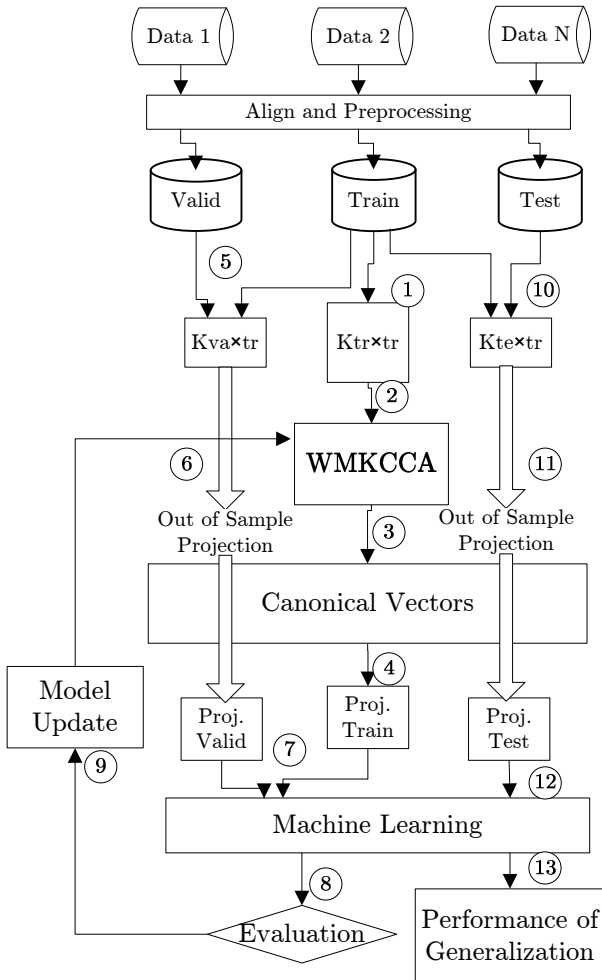 Data 1
Data 2
Data N
Align and Preprocessing
Valid
Train
Test
5
1
10
Kva×tr
Ktr×tr
Kte×tr
2
6
WMKCCA
11
Out of Sample
Projection
3
Out of Sample
Projection
Canonical Vectors
4
Model
Update
Proj.
Valid
Proj.
Train
Proj.
Test
7
9
12
Machine Learning
8
13
Evaluation
Performance of
Generalization